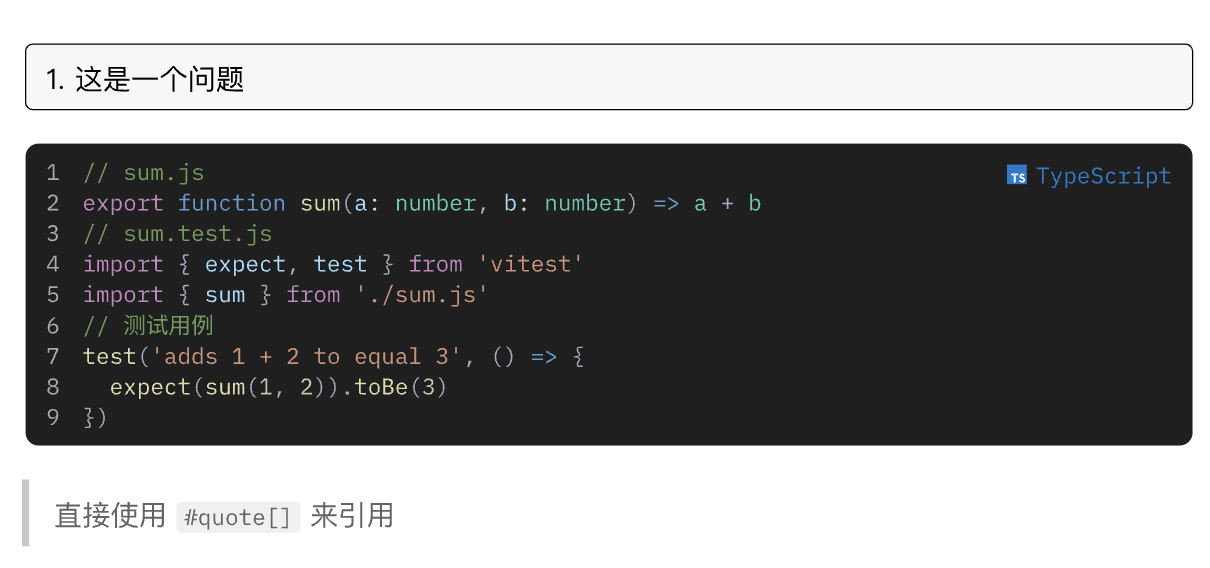 1. 这是一个问题
TS TypeScript
1 // sum.js
2 export function sum(a: number, b: number) => a + b
3 // sum.test.js
4 import { expect, test } from 'vitest'
5 import { sum } from './sum.js'
6 // 测试用例
7 test('adds 1 + 2 to equal 3', () => {
8   expect(sum(1, 2)).toBe(3)
9 })
直接使用 #quote[] 来引用